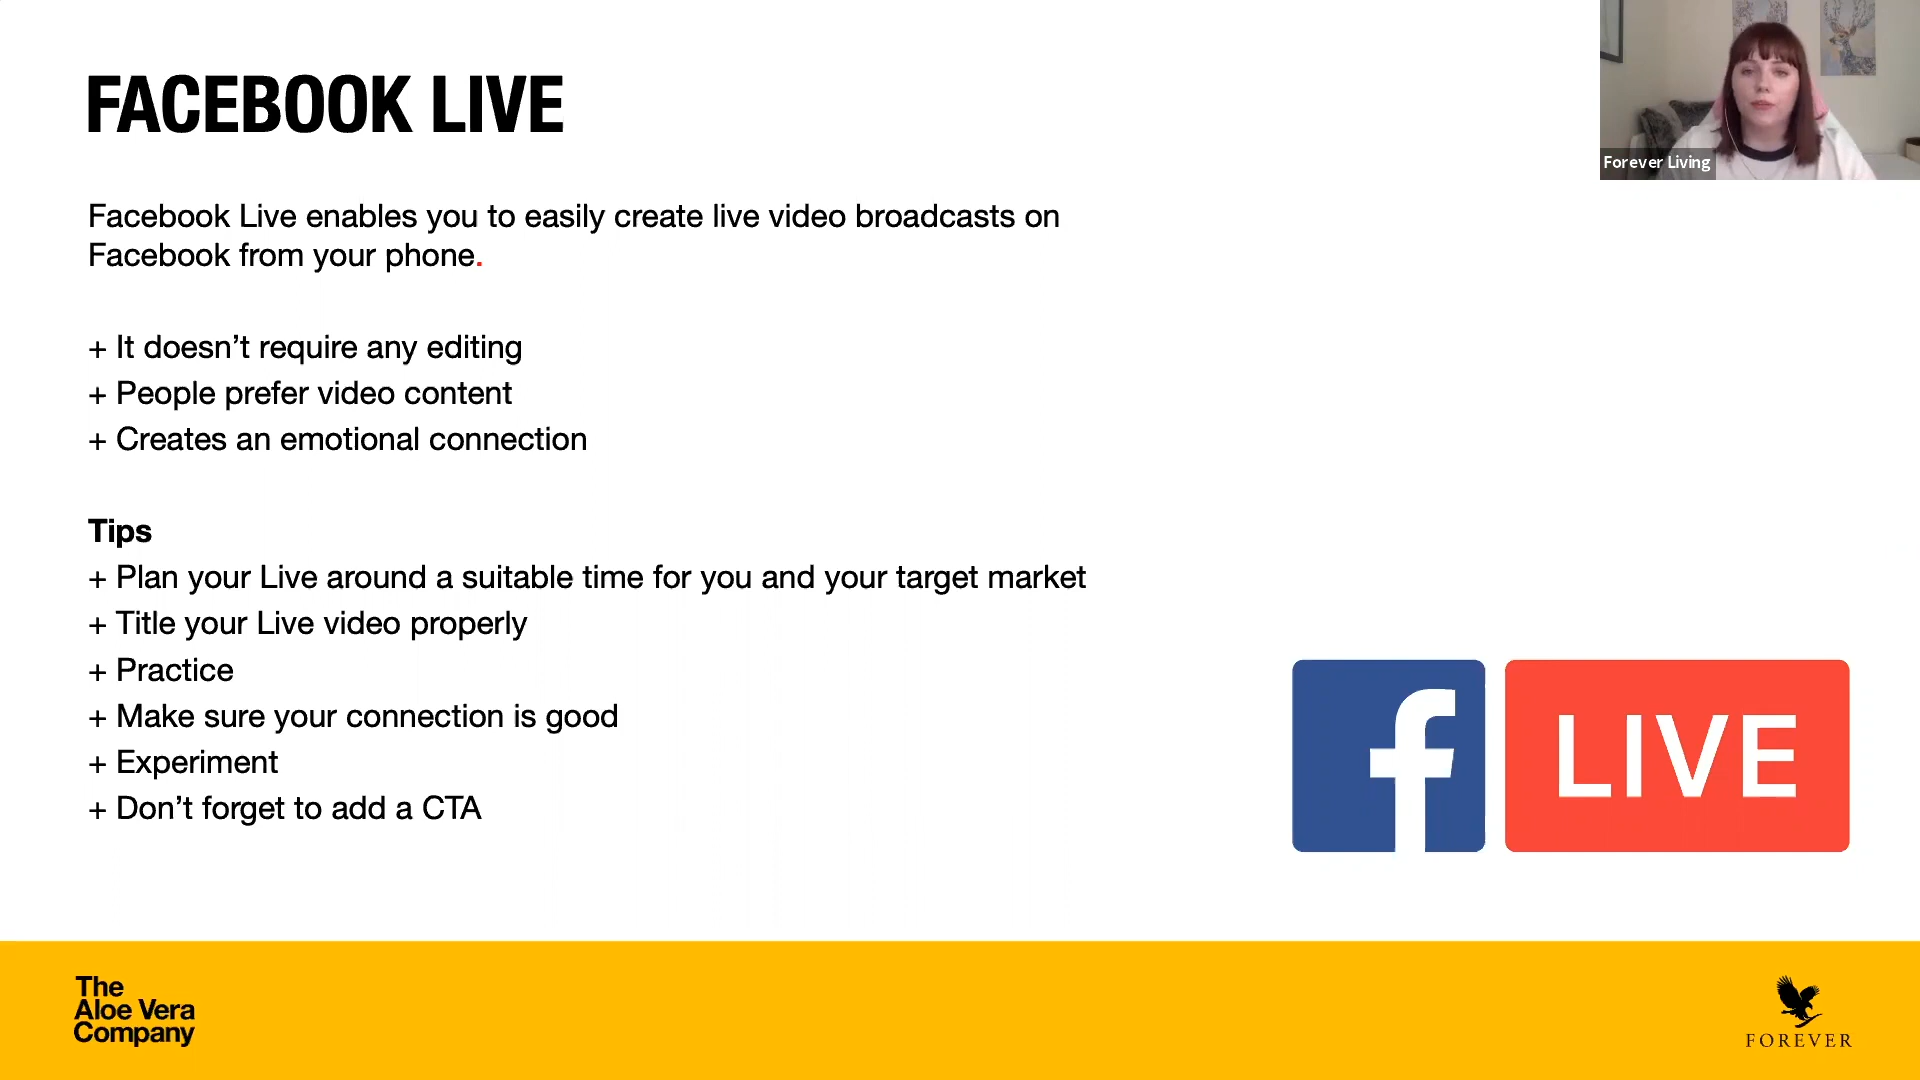 FACEBOOK LIVE
Forever Living
Facebook Live enables you to easily create live video broadcasts on
Facebook from your phone.
+ It doesn’t require any editing
+ People prefer video content
+ Creates an emotional connection
Tips
+ Plan your Live around a suitable time for you and your target market
+ Title your Live video properly
+ Practice
+ Make sure your connection is good
+ Experiment
+ Don’t forget to add a CTA
f LIVE
The
Aloe Vera
Company
FOREVER